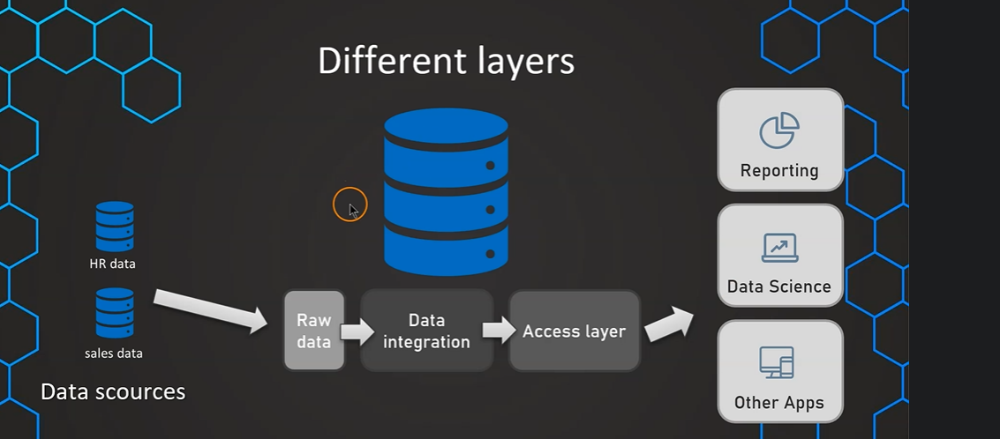 Different layers
HR data
sales data
Data scources
Raw
data
Data
integration
Access layer
Reporting
Data Science
Other Apps